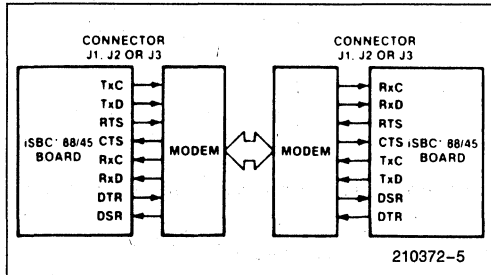 CONNECTOR
J1, J2 OR J3
CONNECTOR
J1, J2 OR J3
iSBC® 88/45
BOARD
TxC
TxD
RTS
CTS
RxC
RxD
DTR
DSR
MODEM
MODEM
RxC
RxD
RTS
CTS
TxC
TxD
DSR
DTR
iSBC® 88/45
BOARD
210372-5